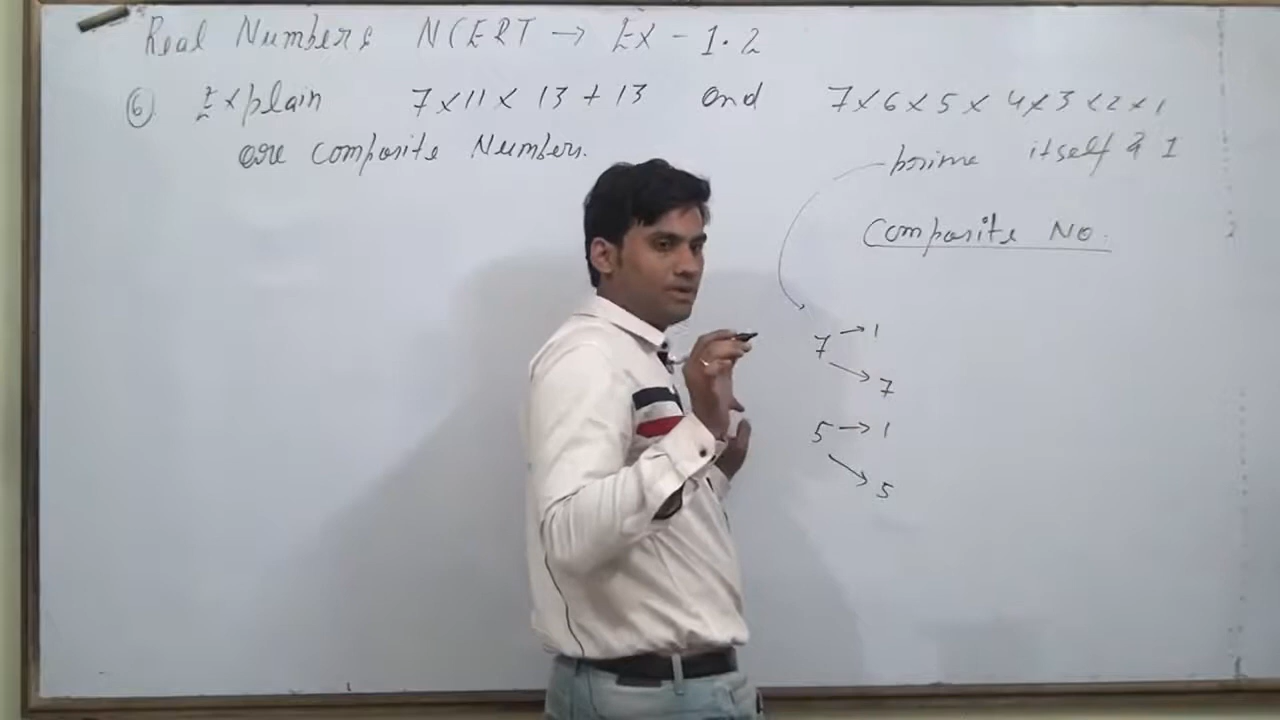 Real Numbers NCERT → EX - 1.2
⑥ Explain 7 × 11 × 13 + 13 and 7 × 6 × 5 × 4 × 3 × 2 × 1
are composite Numbers.
prime itself & 1
Composite No.
7 → 1
→ 7
5 → 1
→ 5